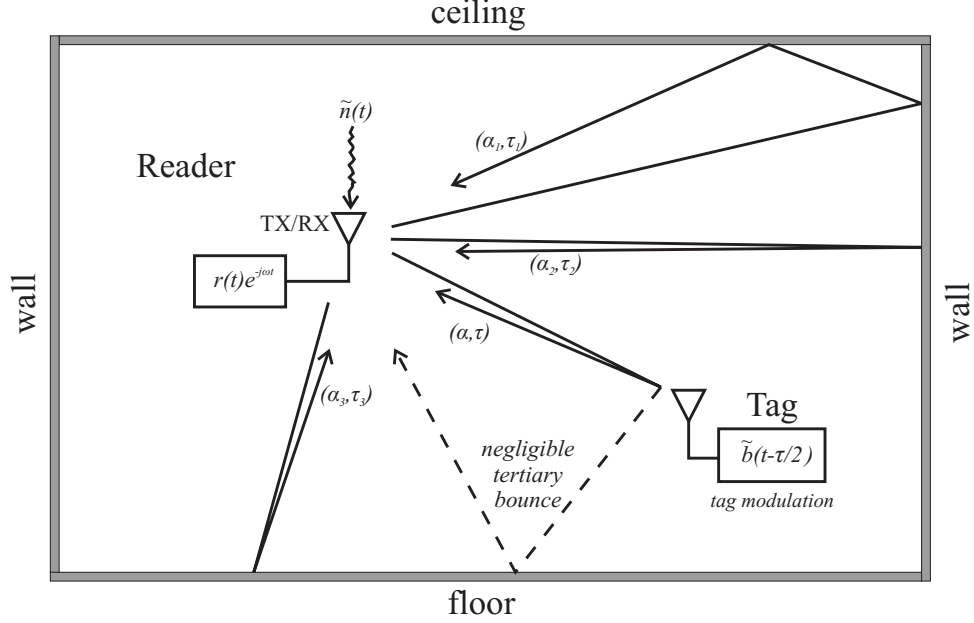 ceiling
ñ(t)
(α₁,τ₁)
Reader
TX/RX
(α₂,τ₂)
r(t)e⁻ʲωᵗ
wall
wall
(α,τ)
(α₃,τ₃)
Tag
negligible
tertiary
bounce
b̃(t-τ/2)
tag modulation
floor